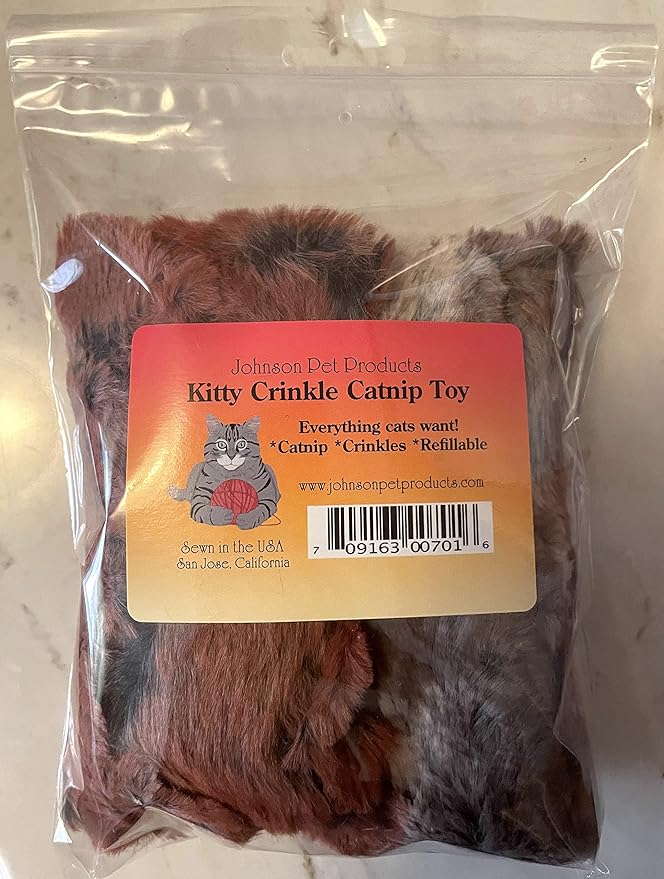 Johnson Pet Products
Kitty Crinkle Catnip Toy
Everything cats want!
*Catnip *Crinkles *Refillable
www.johnsonpetproducts.com
Sewn in the USA
San Jose, California
7 09163 00701 6